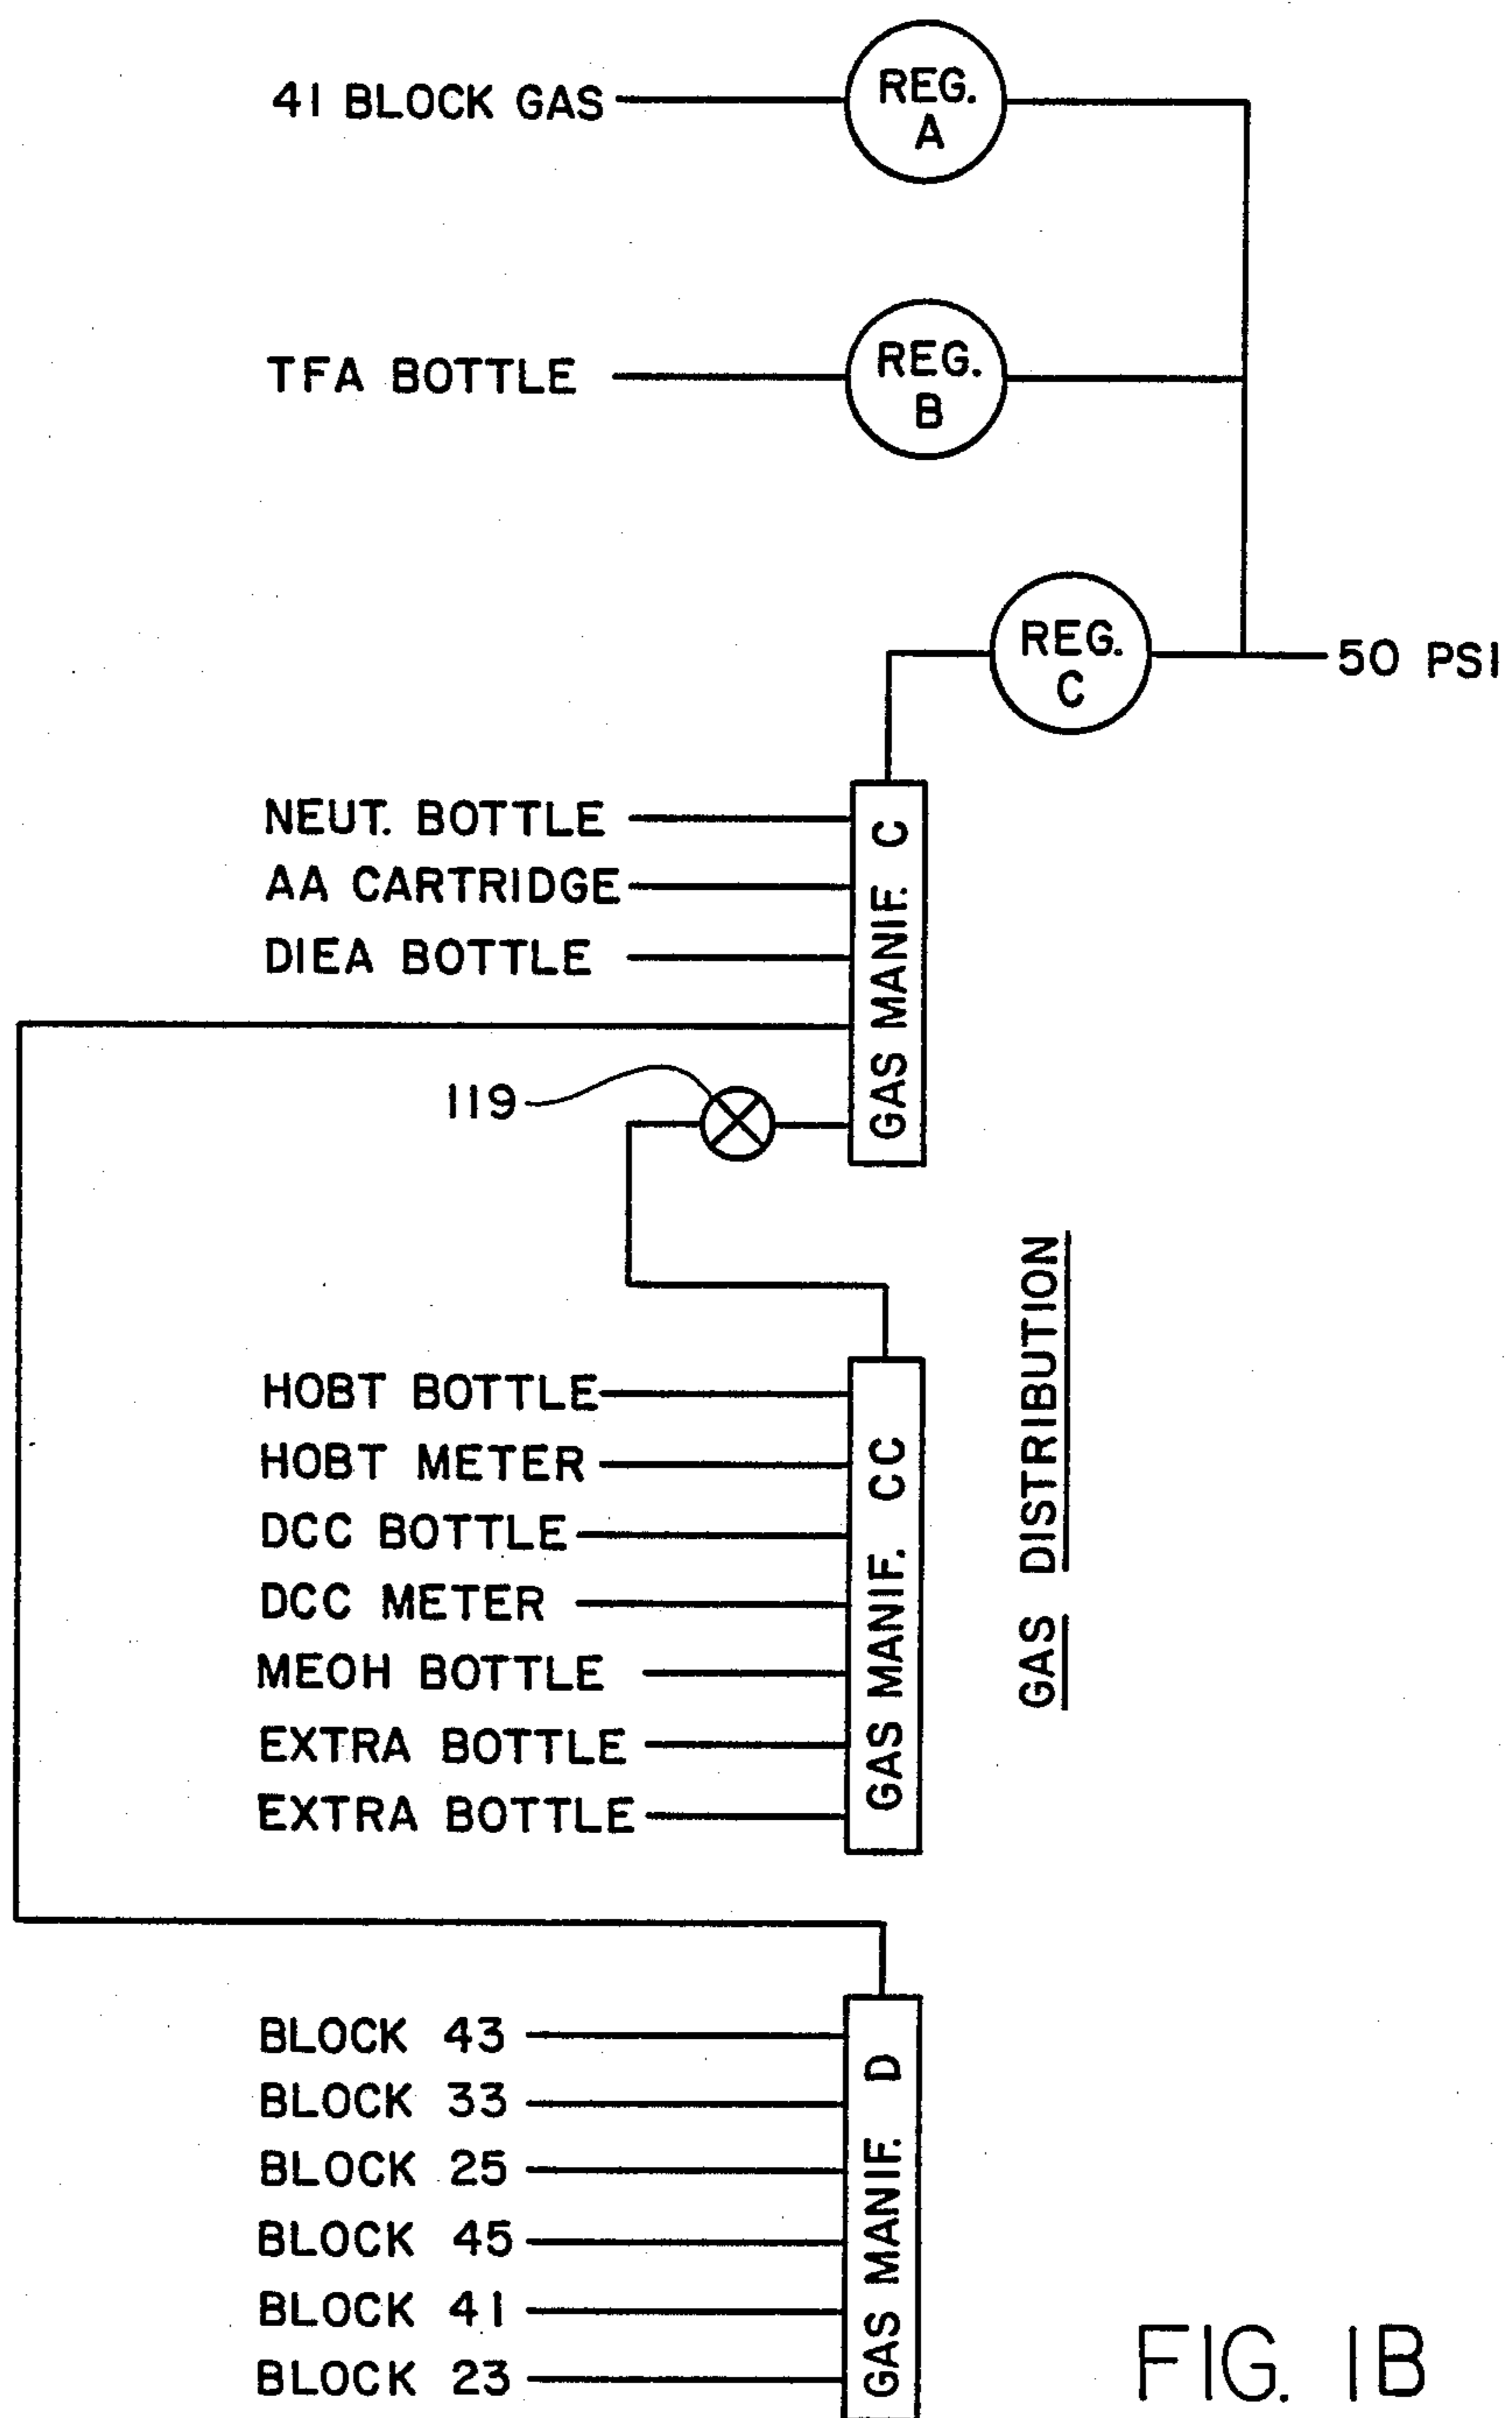 41 BLOCK GAS
REG.
A
TFA BOTTLE
REG.
B
REG.
C
50 PSI
NEUT. BOTTLE
AA CARTRIDGE
DIEA BOTTLE
GAS MANIF. C
119
HOBT BOTTLE
HOBT METER
DCC BOTTLE
DCC METER
MEOH BOTTLE
EXTRA BOTTLE
EXTRA BOTTLE
GAS MANIF. CC
GAS DISTRIBUTION
BLOCK 43
BLOCK 33
BLOCK 25
BLOCK 45
BLOCK 41
BLOCK 23
GAS MANIF. D
FIG. 1B